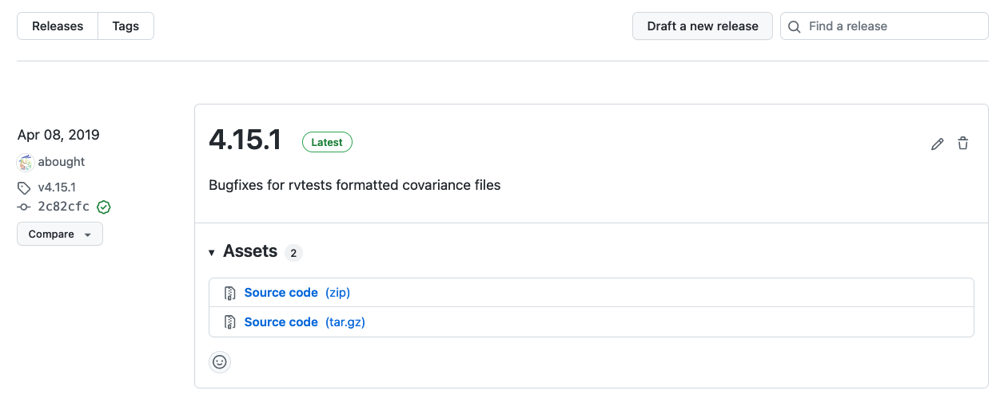 Releases Tags Draft a new release Find a release
Apr 08, 2019
abought
v4.15.1
2c82cfc
Compare
4.15.1 Latest
Bugfixes for rvtests formatted covariance files
Assets 2
Source code (zip)
Source code (tar.gz)